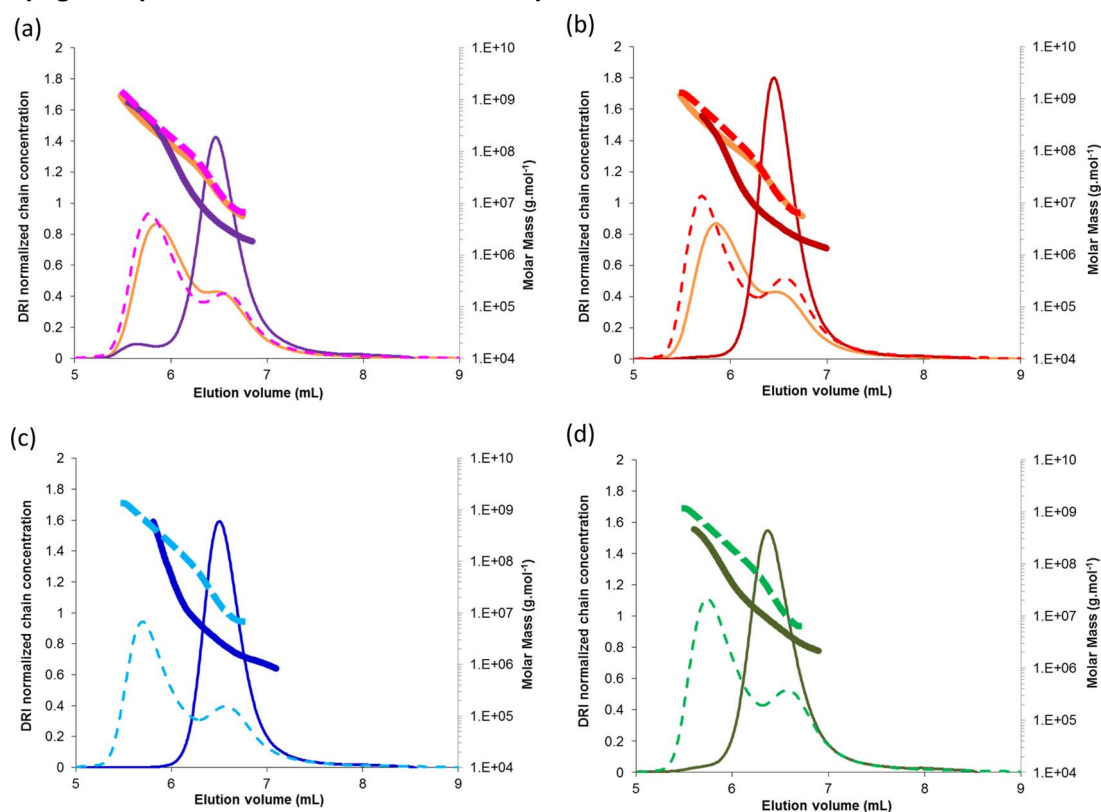 (a)
2
1.8
1.6
1.4
1.2
1
0.8
0.6
0.4
0.2
0
DRI normalized chain concentration
5 6 7 8 9
Elution volume (mL)
1.E+10
1.E+09
1.E+08
1.E+07
1.E+06
1.E+05
1.E+04
Molar Mass (g.mol⁻¹)
(b)
2
1.8
1.6
1.4
1.2
1
0.8
0.6
0.4
0.2
0
DRI normalized chain concentration
5 6 7 8 9
Elution volume (mL)
1.E+10
1.E+09
1.E+08
1.E+07
1.E+06
1.E+05
1.E+04
Molar Mass (g.mol⁻¹)
(c)
2
1.8
1.6
1.4
1.2
1
0.8
0.6
0.4
0.2
0
DRI normalized chain concentration
5 6 7 8 9
Elution volume (mL)
1.E+10
1.E+09
1.E+08
1.E+07
1.E+06
1.E+05
1.E+04
Molar Mass (g.mol⁻¹)
(d)
2
1.8
1.6
1.4
1.2
1
0.8
0.6
0.4
0.2
0
DRI normalized chain concentration
5 6 7 8 9
Elution volume (mL)
1.E+10
1.E+09
1.E+08
1.E+07
1.E+06
1.E+05
1.E+04
Molar Mass (g.mol⁻¹)